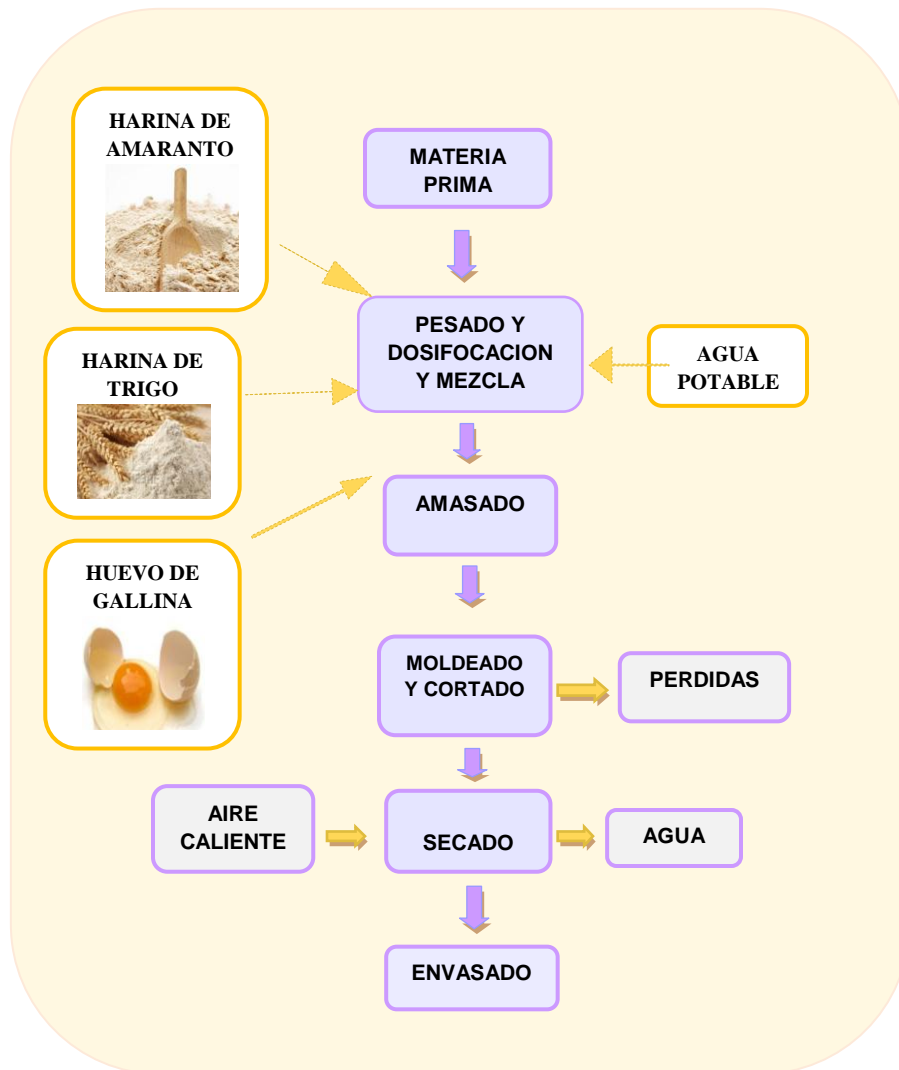 HARINA DE
AMARANTO
MATERIA
PRIMA
PESADO Y
DOSIFOCACION
Y MEZCLA
HARINA DE
TRIGO
AGUA
POTABLE
AMASADO
HUEVO DE
GALLINA
MOLDEADO
Y CORTADO
PERDIDAS
AIRE
CALIENTE
SECADO
AGUA
ENVASADO